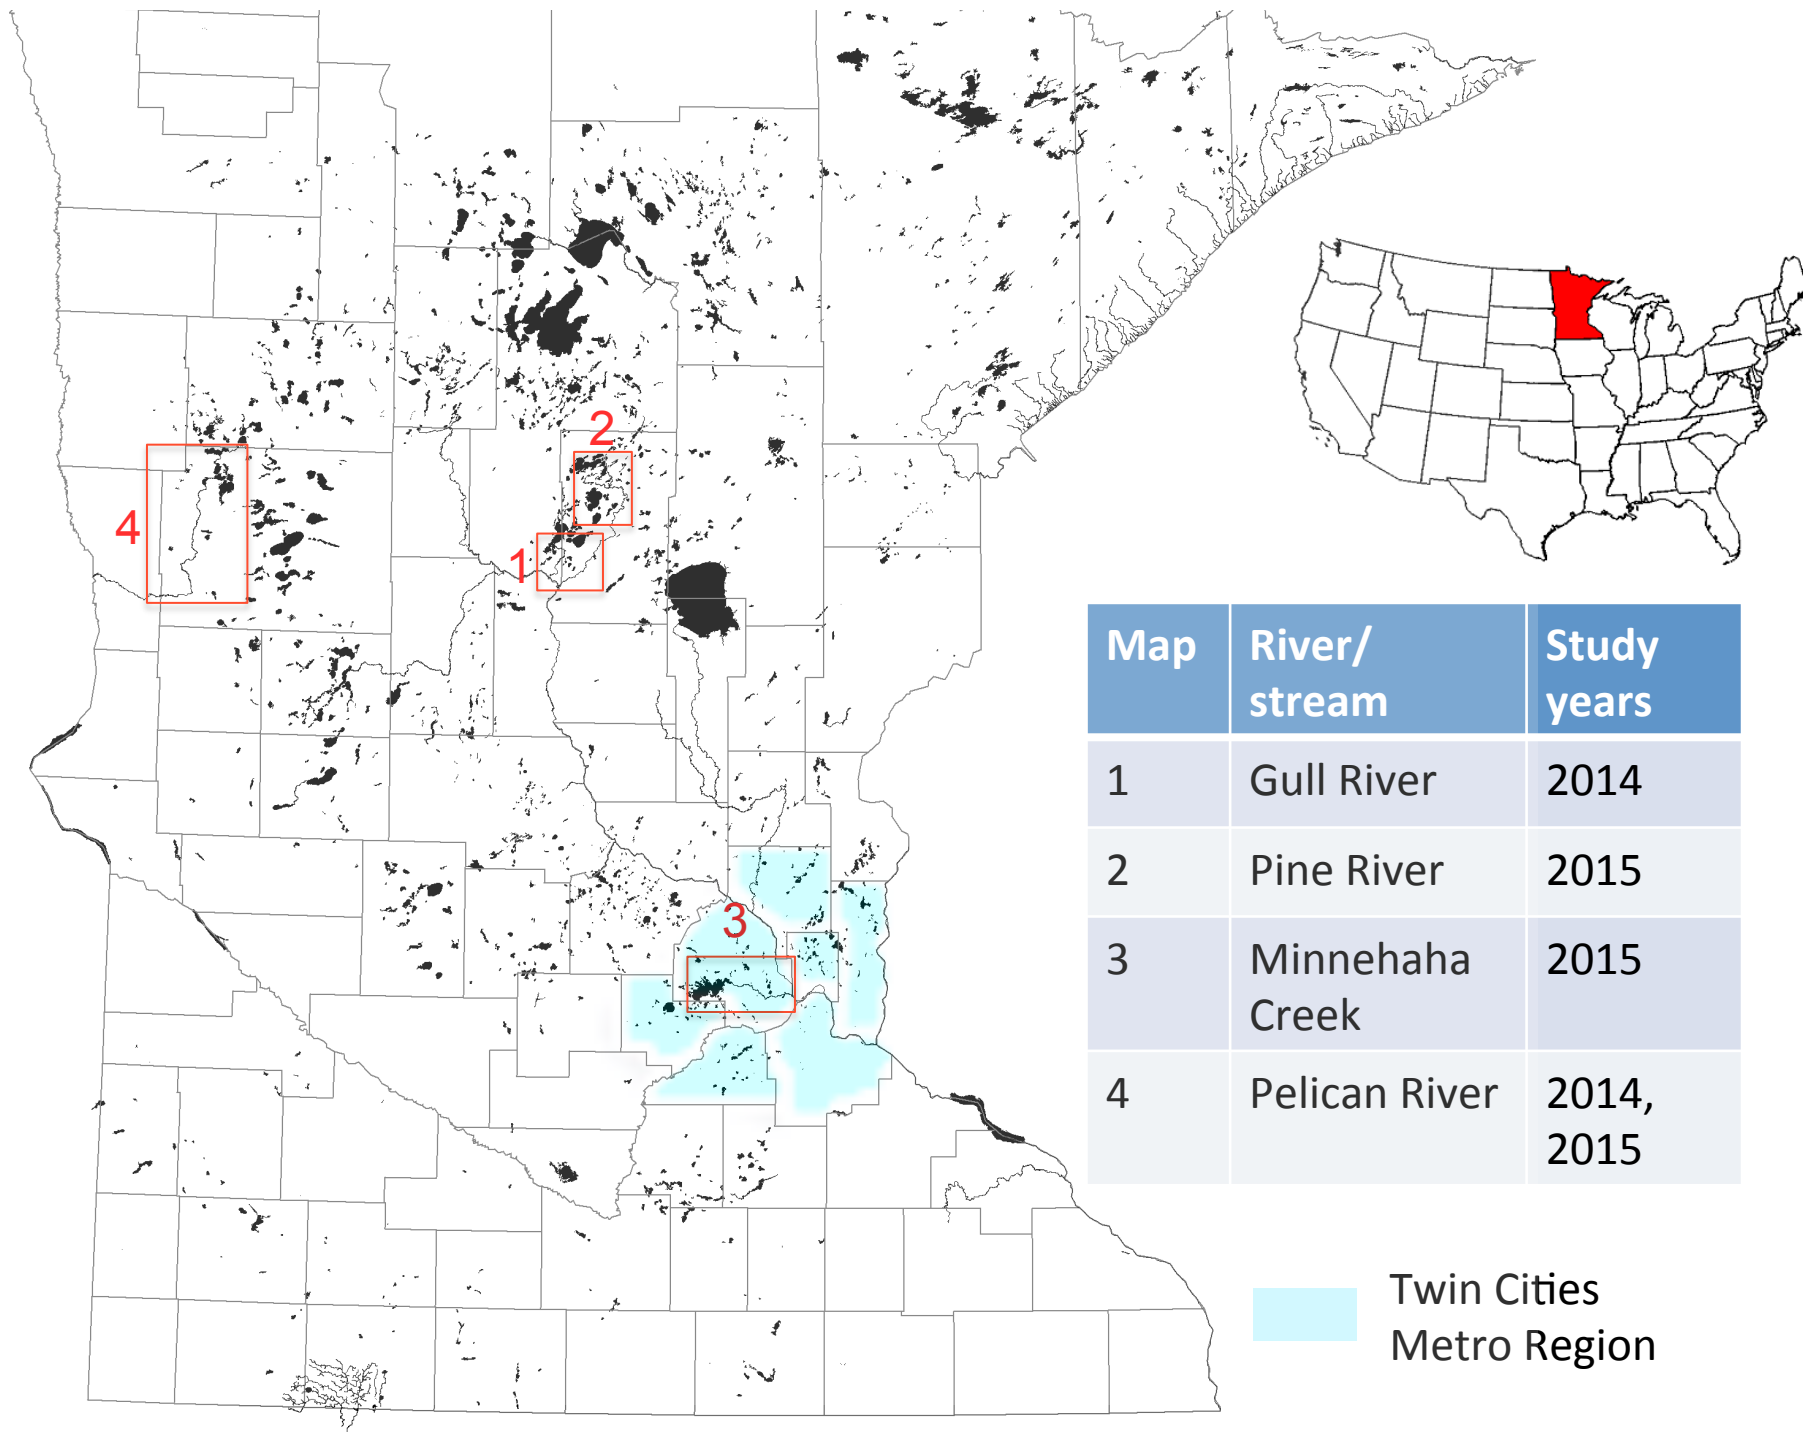 2
4
1
3
Map River/ Study
stream years
1 Gull River 2014
2 Pine River 2015
3 Minnehaha 2015
Creek
4 Pelican River 2014,
2015
Twin Cities
Metro Region